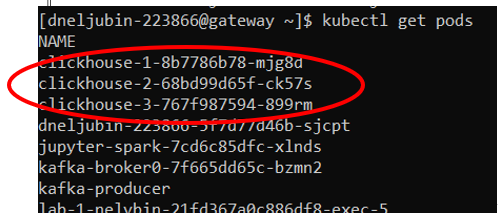 [dneljubin-223866@gateway ~]$ kubectl get pods
NAME
clickhouse-1-8b7786b78-mjg8d
clickhouse-2-68bd99d65f-ck57s
clickhouse-3-767f987594-899rm
dneljubin-223866-5f7d77d46b-sjcpt
jupyter-spark-7cd6c85dfc-xlnds
kafka-broker0-7f665dd65c-bzmn2
kafka-producer
lab-1-nelybin-21fd367a0c886df8-exec-5